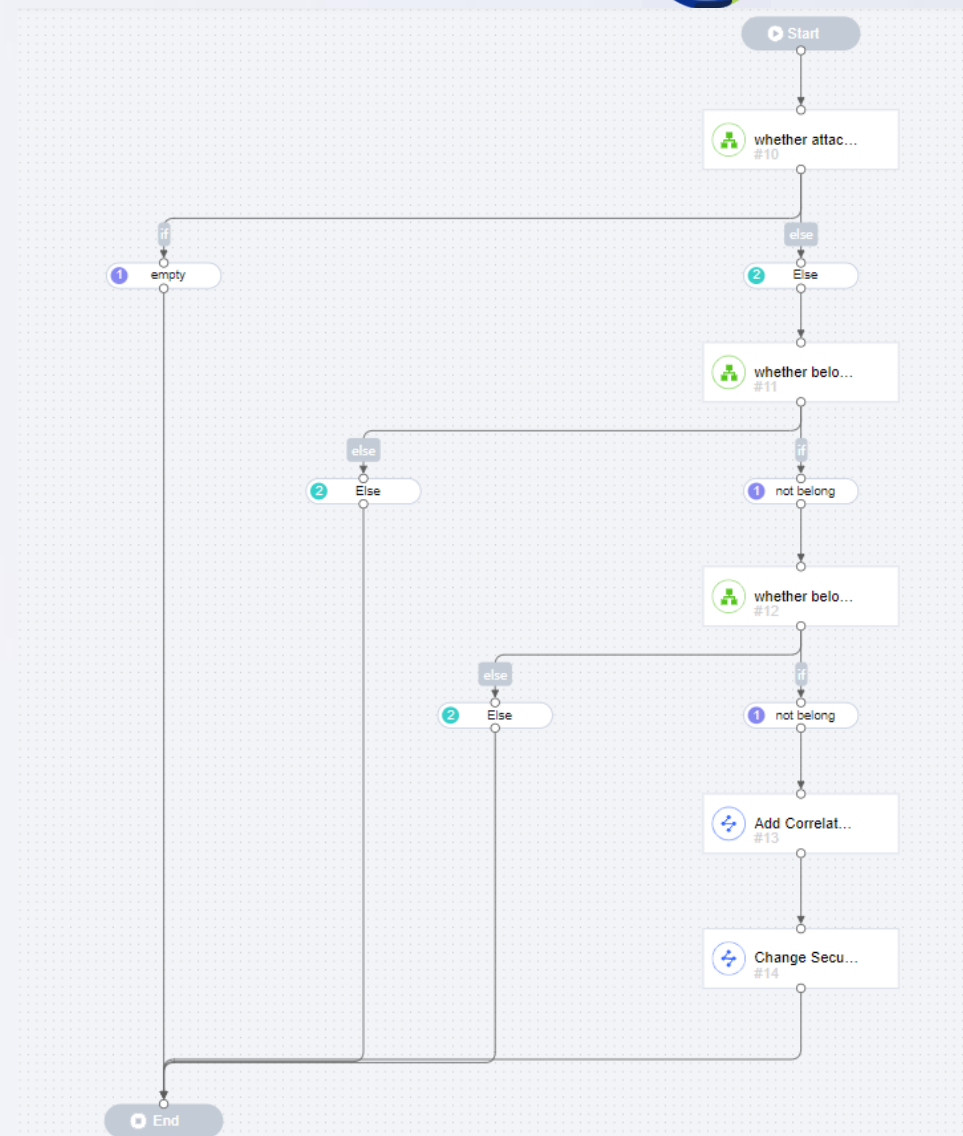 Start
whether attac...
#10
if
else
1 empty
2 Else
whether belo...
#11
else
if
2 Else
1 not belong
whether belo...
#12
else
if
2 Else
1 not belong
Add Correlat...
#13
Change Secu...
#14
End